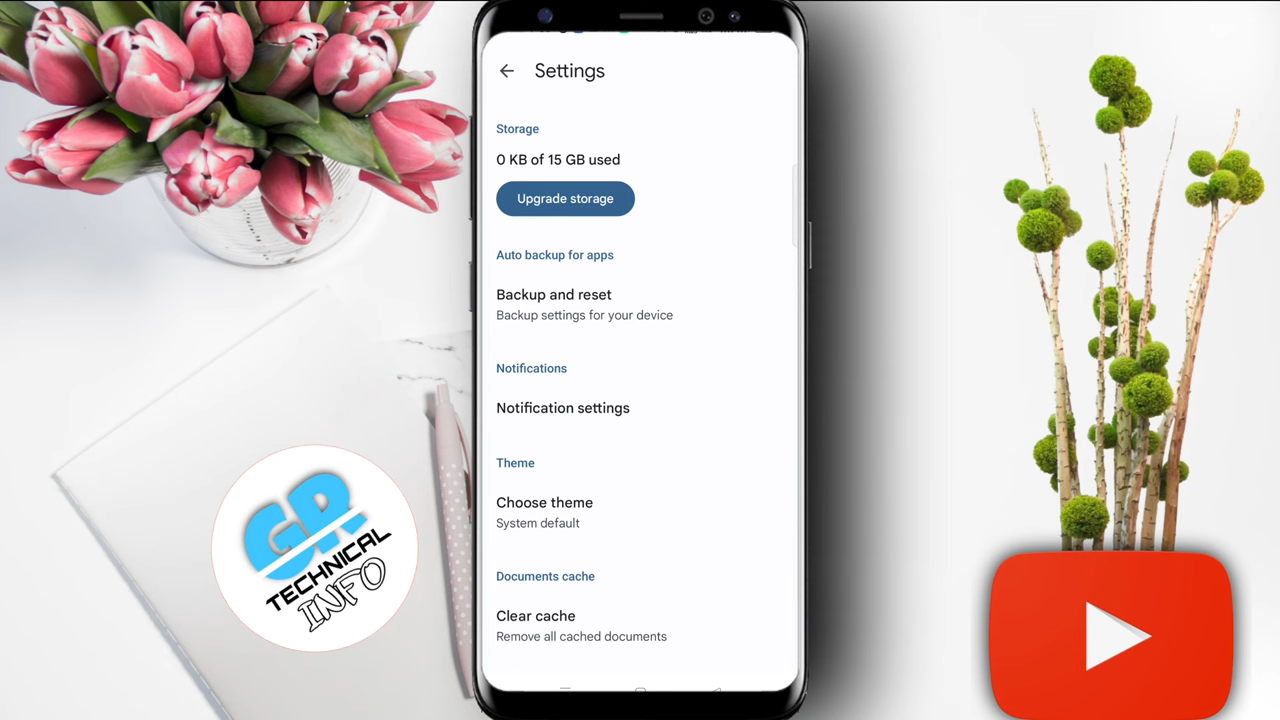 Settings
Storage
0 KB of 15 GB used
Upgrade storage
Auto backup for apps
Backup and reset
Backup settings for your device
Notifications
Notification settings
Theme
Choose theme
System default
Documents cache
Clear cache
Remove all cached documents
GR
TECHNICAL
INFO